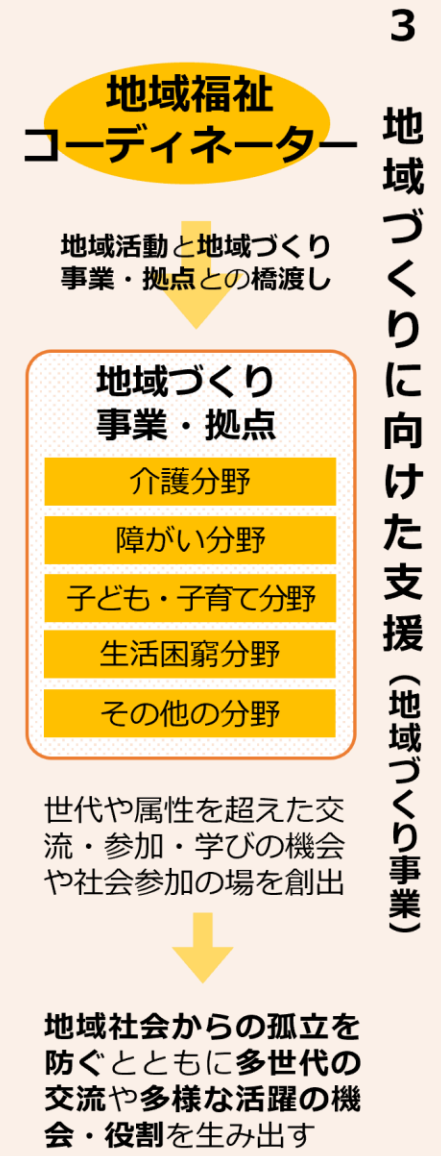 3 地域づくりに向けた支援（地域づくり事業）
地域福祉
コーディネーター
地域活動と地域づくり
事業・拠点との橋渡し
地域づくり
事業・拠点
介護分野
障がい分野
子ども・子育て分野
生活困窮分野
その他の分野
世代や属性を超えた交
流・参加・学びの機会
や社会参加の場を創出
地域社会からの孤立を
防ぐとともに多世代の
交流や多様な活躍の機
会・役割を生み出す